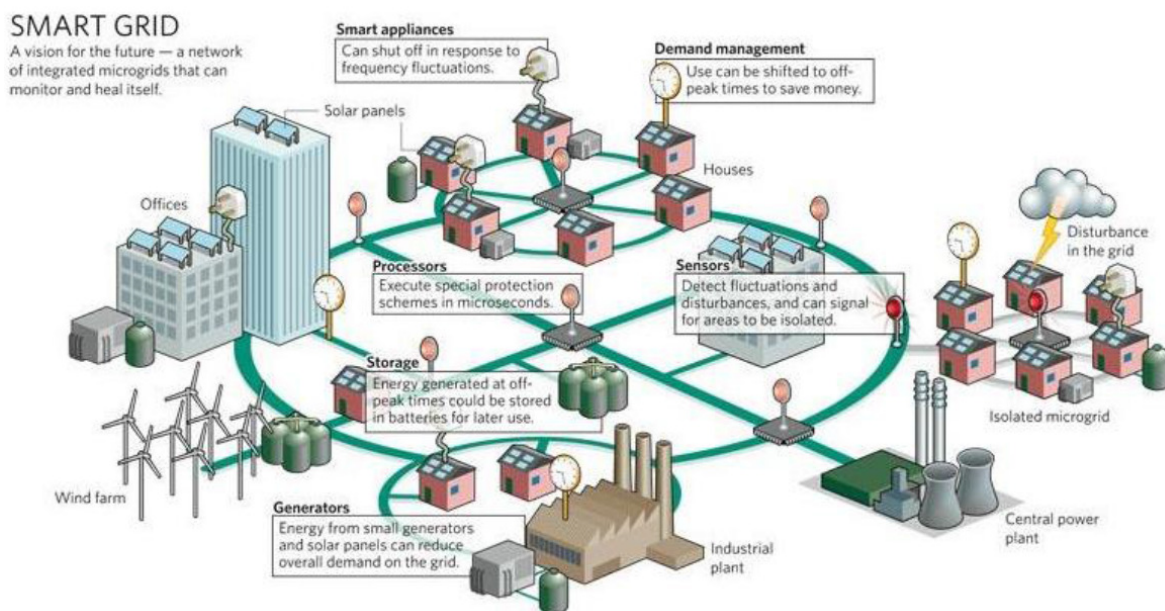 SMART GRID
A vision for the future — a network
of integrated microgrids that can
monitor and heal itself.
Smart appliances
Can shut off in response to
frequency fluctuations.
Demand management
Use can be shifted to off-
peak times to save money.
Solar panels
Houses
Offices
Disturbance
in the grid
Processors
Execute special protection
schemes in microseconds.
Sensors
Detect fluctuations and
disturbances, and can signal
for areas to be isolated.
Storage
Energy generated at off-
peak times could be stored
in batteries for later use.
Isolated microgrid
Wind farm
Generators
Energy from small generators
and solar panels can reduce
overall demand on the grid.
Industrial
plant
Central power
plant